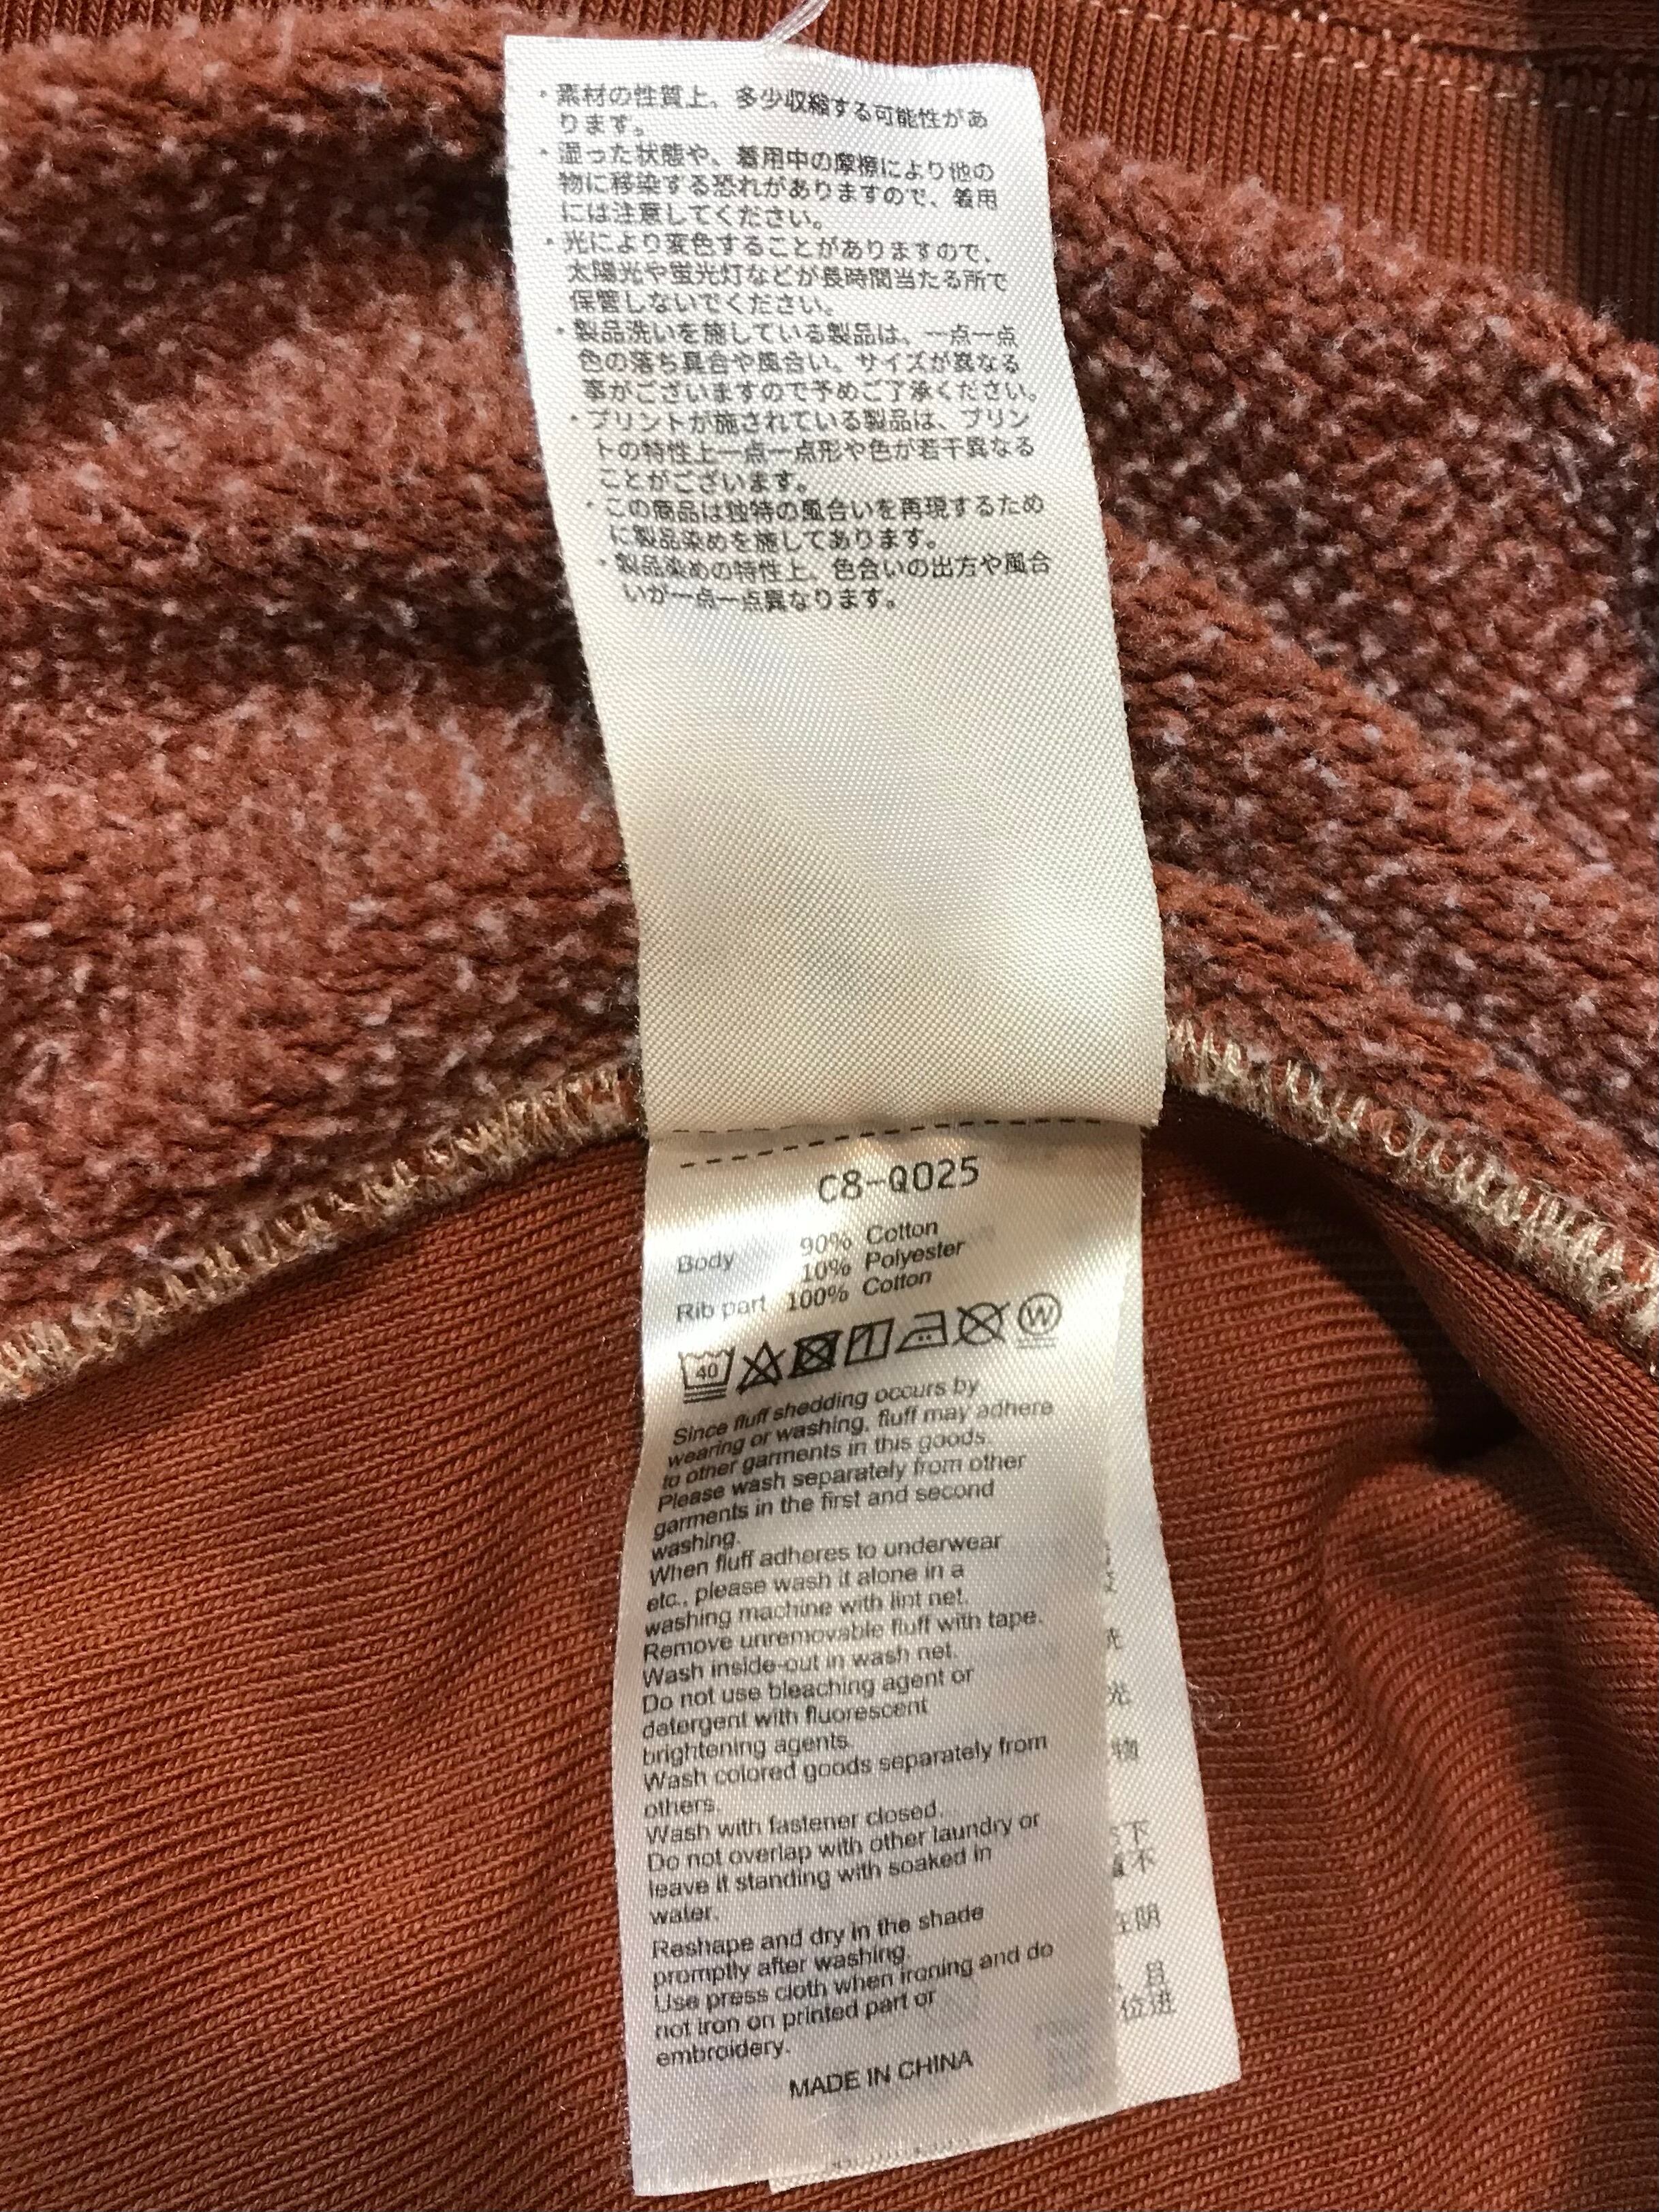 ・素材の性質上、多少収縮する可能性があ
ります。
・湿った状態や、着用中の摩擦により他の
物に移染する恐れがありますので、着用
には注意してください。
・光により変色することがありますので、
太陽光や蛍光灯などが長時間当たる所で
保管しないでください。
・製品洗いを施している製品は、一点一点
色の落ち具合や風合い、サイズが異なる
事がございますので予めご了承ください。
・プリントが施されている製品は、プリン
トの特性上一点一点形や色が若干異なる
ことがございます。
・この商品は独特の風合いを再現するため
に製品染めを施してあります。
・製品染めの特性上、色合いの出方や風合
いが一点一点異なります。
C8-Q025
Body 90% Cotton
10% Polyester
Rib part 100% Cotton
40 W
Since fluff shedding occurs by
wearing or washing, fluff may adhere
to other garments in this goods.
Please wash separately from other
garments in the first and second
washing.
When fluff adheres to underwear
etc., please wash it alone in a
washing machine with lint net.
Remove unremovable fluff with tape.
Wash inside-out in wash net.
Do not use bleaching agent or
detergent with fluorescent
brightening agents.
Wash colored goods separately from
others.
Wash with fastener closed.
Do not overlap with other laundry or
leave it standing with soaked in
water.
Reshape and dry in the shade
promptly after washing.
Use press cloth when ironing and do
not iron on printed part or
embroidery.
MADE IN CHINA
光
物
下
不
阴
且
位进